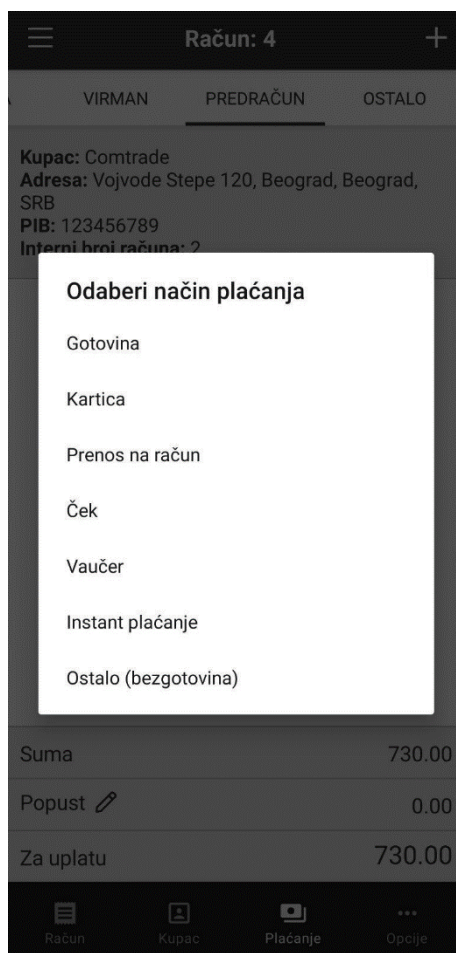 Račun: 4
VIRMAN PREDRAČUN OSTALO
Kupac: Comtrade
Adresa: Vojvode Stepe 120, Beograd, Beograd,
SRB
PIB: 123456789
Interni broj računa: 2
Odaberi način plaćanja
Gotovina
Kartica
Prenos na račun
Ček
Vaučer
Instant plaćanje
Ostalo (bezgotovina)
Suma 730.00
Popust 0.00
Za uplatu 730.00
Račun Kupac Plaćanje Opcije